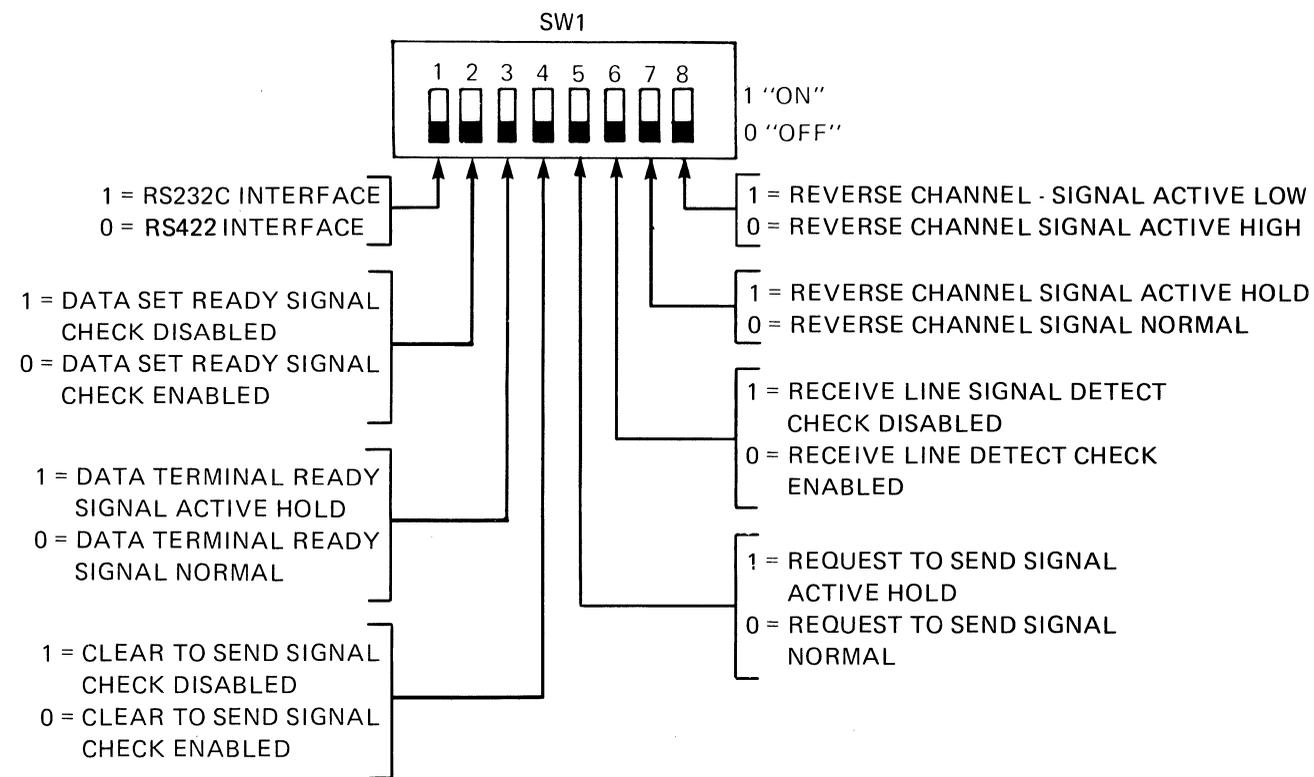 SW1
1 2 3 4 5 6 7 8
1 "ON"
0 "OFF"
1 = RS232C INTERFACE
0 = RS422 INTERFACE
1 = DATA SET READY SIGNAL
CHECK DISABLED
0 = DATA SET READY SIGNAL
CHECK ENABLED
1 = DATA TERMINAL READY
SIGNAL ACTIVE HOLD
0 = DATA TERMINAL READY
SIGNAL NORMAL
1 = CLEAR TO SEND SIGNAL
CHECK DISABLED
0 = CLEAR TO SEND SIGNAL
CHECK ENABLED
1 = REVERSE CHANNEL - SIGNAL ACTIVE LOW
0 = REVERSE CHANNEL SIGNAL ACTIVE HIGH
1 = REVERSE CHANNEL SIGNAL ACTIVE HOLD
0 = REVERSE CHANNEL SIGNAL NORMAL
1 = RECEIVE LINE SIGNAL DETECT
CHECK DISABLED
0 = RECEIVE LINE DETECT CHECK
ENABLED
1 = REQUEST TO SEND SIGNAL
ACTIVE HOLD
0 = REQUEST TO SEND SIGNAL
NORMAL